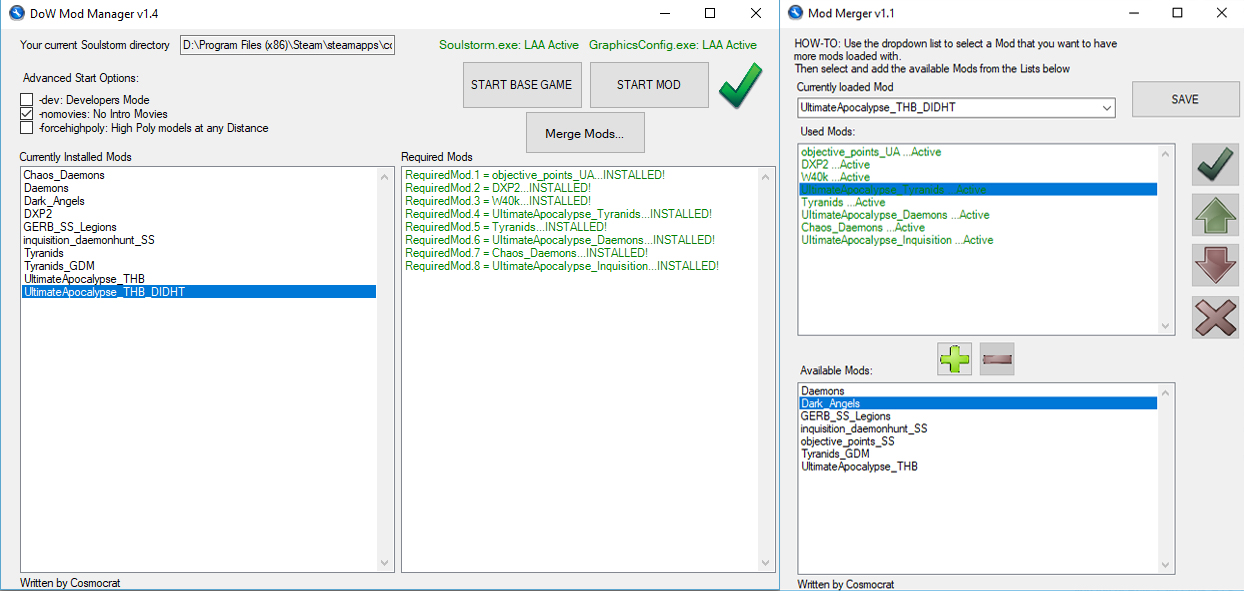 DoW Mod Manager v1.4
Your current Soulstorm directory
D:\Program Files (x86)\Steam\steamapps\cc
Soulstorm.exe: LAA Active
GraphicsConfig.exe: LAA Active
Advanced Start Options:
START BASE GAME
START MOD
-dev: Developers Mode
-nomovies: No Intro Movies
-forcehighpoly: High Poly models at any Distance
Merge Mods...
Currently Installed Mods
Chaos_Daemons
Daemons
Dark_Angels
DXP2
GERB_SS_Legions
inquisition_daemonhunt_SS
Tyranids
Tyranids_GDM
UltimateApocalypse_THB
UltimateApocalypse_THB_DIDHT
Required Mods
RequiredMod.1 = objective_points_UA...INSTALLED!
RequiredMod.2 = DXP2...INSTALLED!
RequiredMod.3 = W40k...INSTALLED!
RequiredMod.4 = UltimateApocalypse_Tyranids...INSTALLED!
RequiredMod.5 = Tyranids...INSTALLED!
RequiredMod.6 = UltimateApocalypse_Daemons...INSTALLED!
RequiredMod.7 = Chaos_Daemons...INSTALLED!
RequiredMod.8 = UltimateApocalypse_Inquisition...INSTALLED!
Written by Cosmocrat
Mod Merger v1.1
HOW-TO: Use the dropdown list to select a Mod that you want to have
more mods loaded with.
Then select and add the available Mods from the Lists below
Currently loaded Mod
UltimateApocalypse_THB_DIDHT
SAVE
Used Mods:
objective_points_UA ...Active
DXP2 ...Active
W40k ...Active
UltimateApocalypse_Tyranids ...Active
Tyranids ...Active
UltimateApocalypse_Daemons ...Active
Chaos_Daemons ...Active
UltimateApocalypse_Inquisition ...Active
Available Mods:
Daemons
Dark_Angels
GERB_SS_Legions
inquisition_daemonhunt_SS
objective_points_SS
Tyranids_GDM
UltimateApocalypse_THB
Written by Cosmocrat